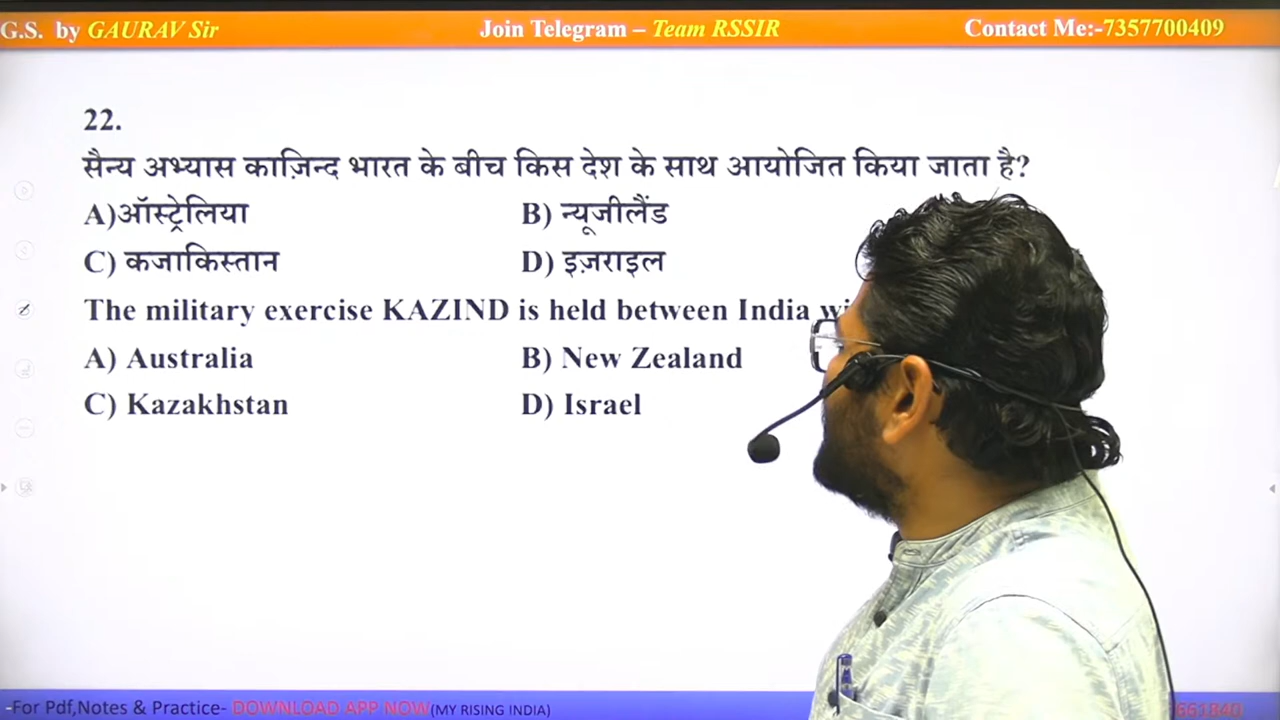 G.S. by GAURAV Sir
Join Telegram – Team RSSIR
Contact Me:-7357700409
22.
सैन्य अभ्यास काज़िन्द भारत के बीच किस देश के साथ आयोजित किया जाता है?
A)ऑस्ट्रेलिया B) न्यूजीलैंड
C) कजाकिस्तान D) इज़राइल
The military exercise KAZIND is held between India
A) Australia B) New Zealand
C) Kazakhstan D) Israel
-For Pdf,Notes & Practice- DOWNLOAD APP NOW(MY RISING INDIA)